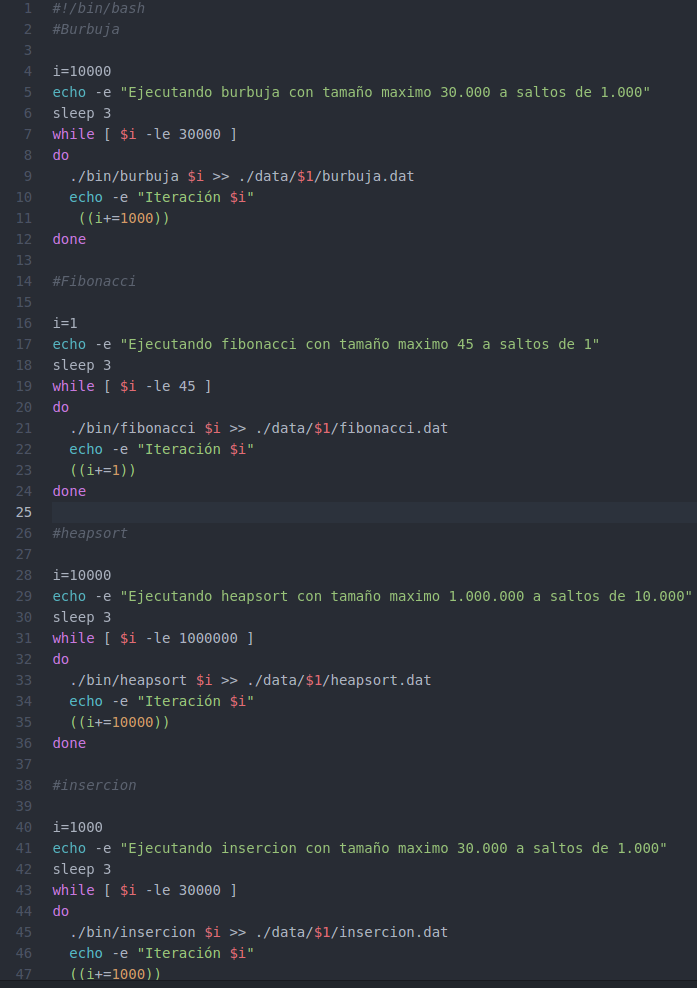 1 #!/bin/bash
2 #Burbuja
3
4 i=10000
5 echo -e "Ejecutando burbuja con tamaño maximo 30.000 a saltos de 1.000"
6 sleep 3
7 while [ $i -le 30000 ]
8 do
9 ./bin/burbuja $i >> ./data/$1/burbuja.dat
10 echo -e "Iteración $i"
11 ((i+=1000))
12 done
13
14 #Fibonacci
15
16 i=1
17 echo -e "Ejecutando fibonacci con tamaño maximo 45 a saltos de 1"
18 sleep 3
19 while [ $i -le 45 ]
20 do
21 ./bin/fibonacci $i >> ./data/$1/fibonacci.dat
22 echo -e "Iteración $i"
23 ((i+=1))
24 done
25
26 #heapsort
27
28 i=10000
29 echo -e "Ejecutando heapsort con tamaño maximo 1.000.000 a saltos de 10.000"
30 sleep 3
31 while [ $i -le 1000000 ]
32 do
33 ./bin/heapsort $i >> ./data/$1/heapsort.dat
34 echo -e "Iteración $i"
35 ((i+=10000))
36 done
37
38 #insercion
39
40 i=1000
41 echo -e "Ejecutando insercion con tamaño maximo 30.000 a saltos de 1.000"
42 sleep 3
43 while [ $i -le 30000 ]
44 do
45 ./bin/insercion $i >> ./data/$1/insercion.dat
46 echo -e "Iteración $i"
47 ((i+=1000))